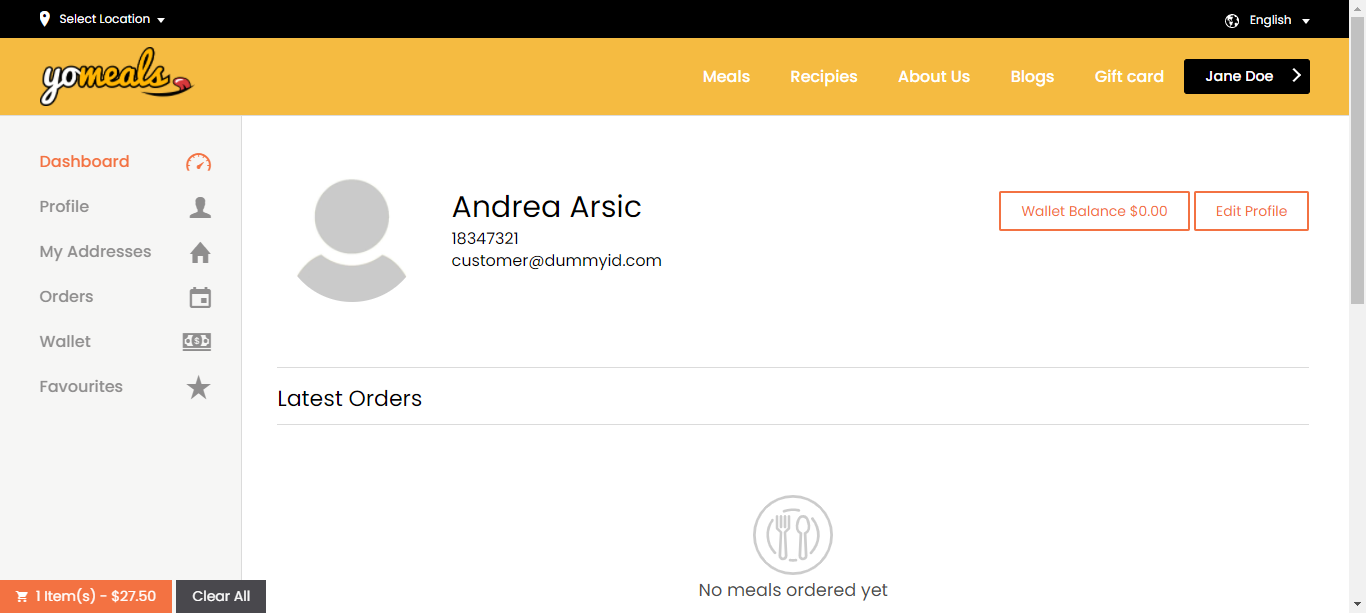 Select Location
English
yomeals
Meals
Recipies
About Us
Blogs
Gift card
Jane Doe
Dashboard
Profile
My Addresses
Orders
Wallet
Favourites
Andrea Arsic
18347321
customer@dummyid.com
Wallet Balance $0.00
Edit Profile
Latest Orders
No meals ordered yet
1 Item(s) - $27.50
Clear All